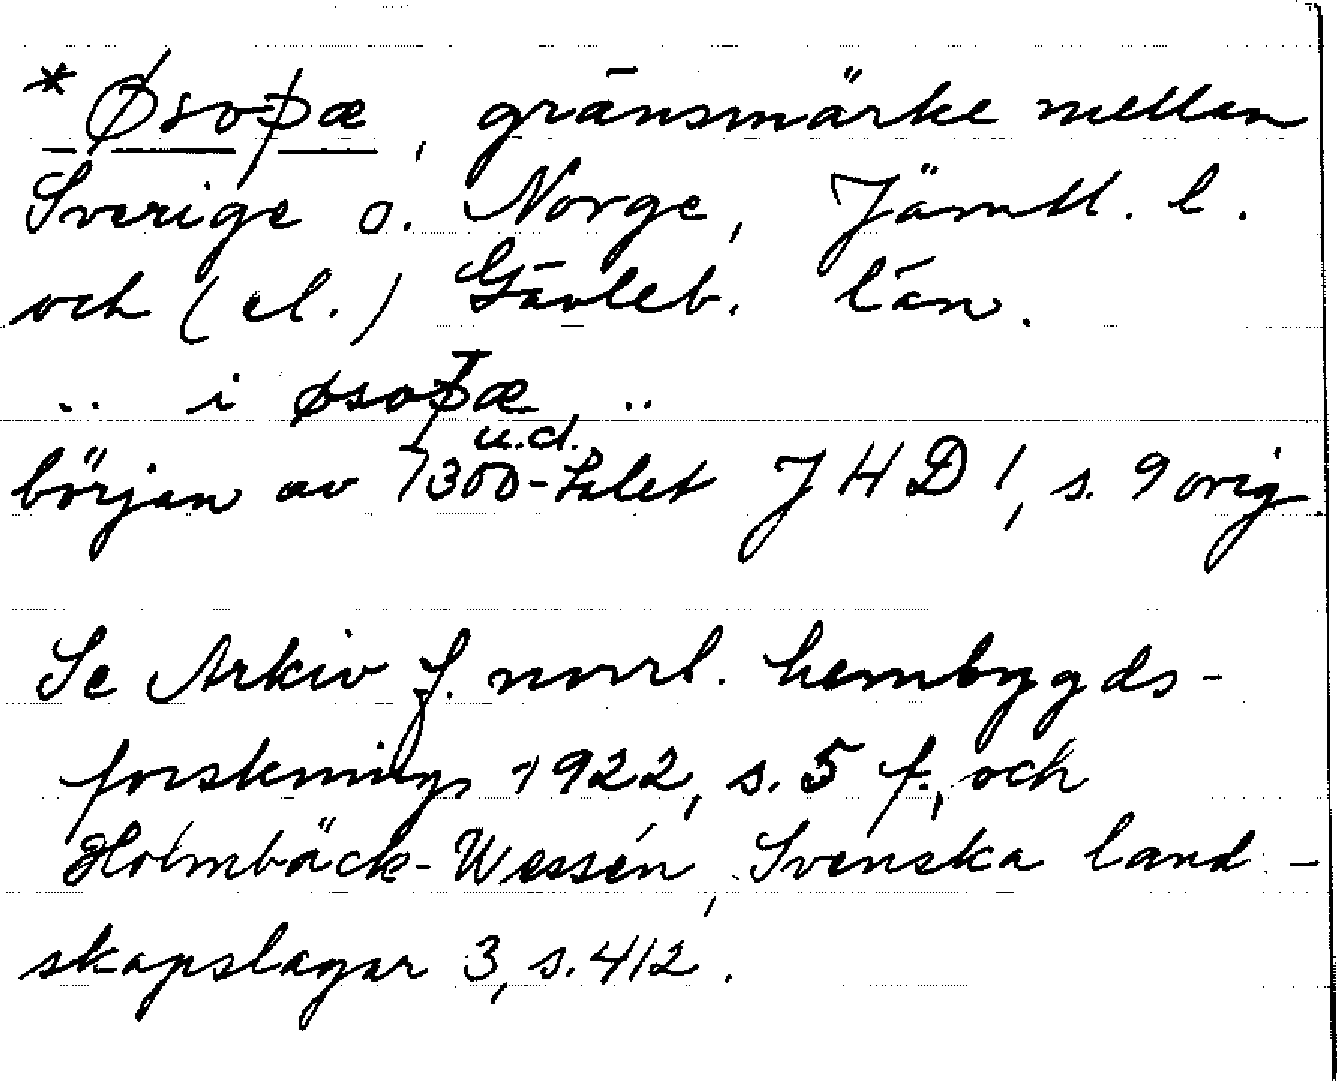 * Øsoþæ, gränsmärke mellan
Sverige o. Norge, Jämtl. l.
och (el.) Gävleb. län.
.. i øsoþæ, ..
u.d.
början av 1300-talet JHD 1, s. 9 orig
Se Arkiv f. norrl. hembygds-
forskning 1922, s. 5 f., och
Holmbäck-Wessén, Svenska land-
skapslagar 3, s. 412.